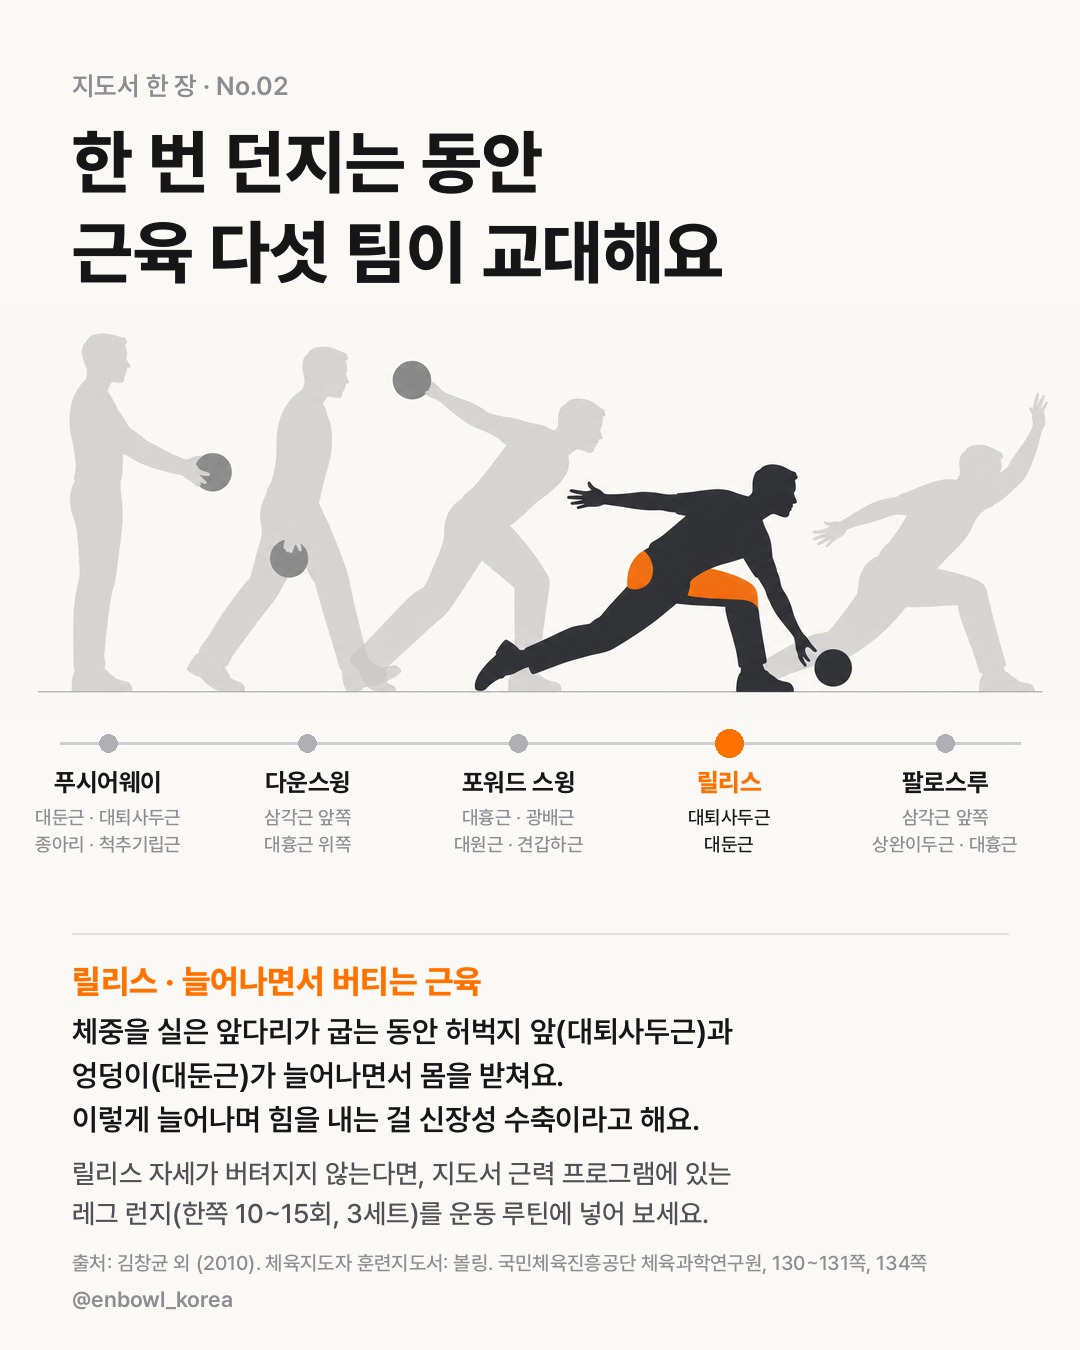 지도서 한 장 · No.02
한 번 던지는 동안
근육 다섯 팀이 교대해요
푸시어웨이
대둔근 · 대퇴사두근
종아리 · 척추기립근
다운스윙
삼각근 앞쪽
대흉근 위쪽
포워드 스윙
대흉근 · 광배근
대원근 · 견갑하근
릴리스
대퇴사두근
대둔근
팔로스루
삼각근 앞쪽
상완이두근 · 대흉근
릴리스 · 늘어나면서 버티는 근육
체중을 실은 앞다리가 굽는 동안 허벅지 앞(대퇴사두근)과
엉덩이(대둔근)가 늘어나면서 몸을 받쳐요.
이렇게 늘어나며 힘을 내는 걸 신장성 수축이라고 해요.
릴리스 자세가 버텨지지 않는다면, 지도서 근력 프로그램에 있는
레그 런지(한쪽 10~15회, 3세트)를 운동 루틴에 넣어 보세요.
출처: 김창균 외 (2010). 체육지도자 훈련지도서: 볼링. 국민체육진흥공단 체육과학연구원, 130~131쪽, 134쪽
@enbowl_korea